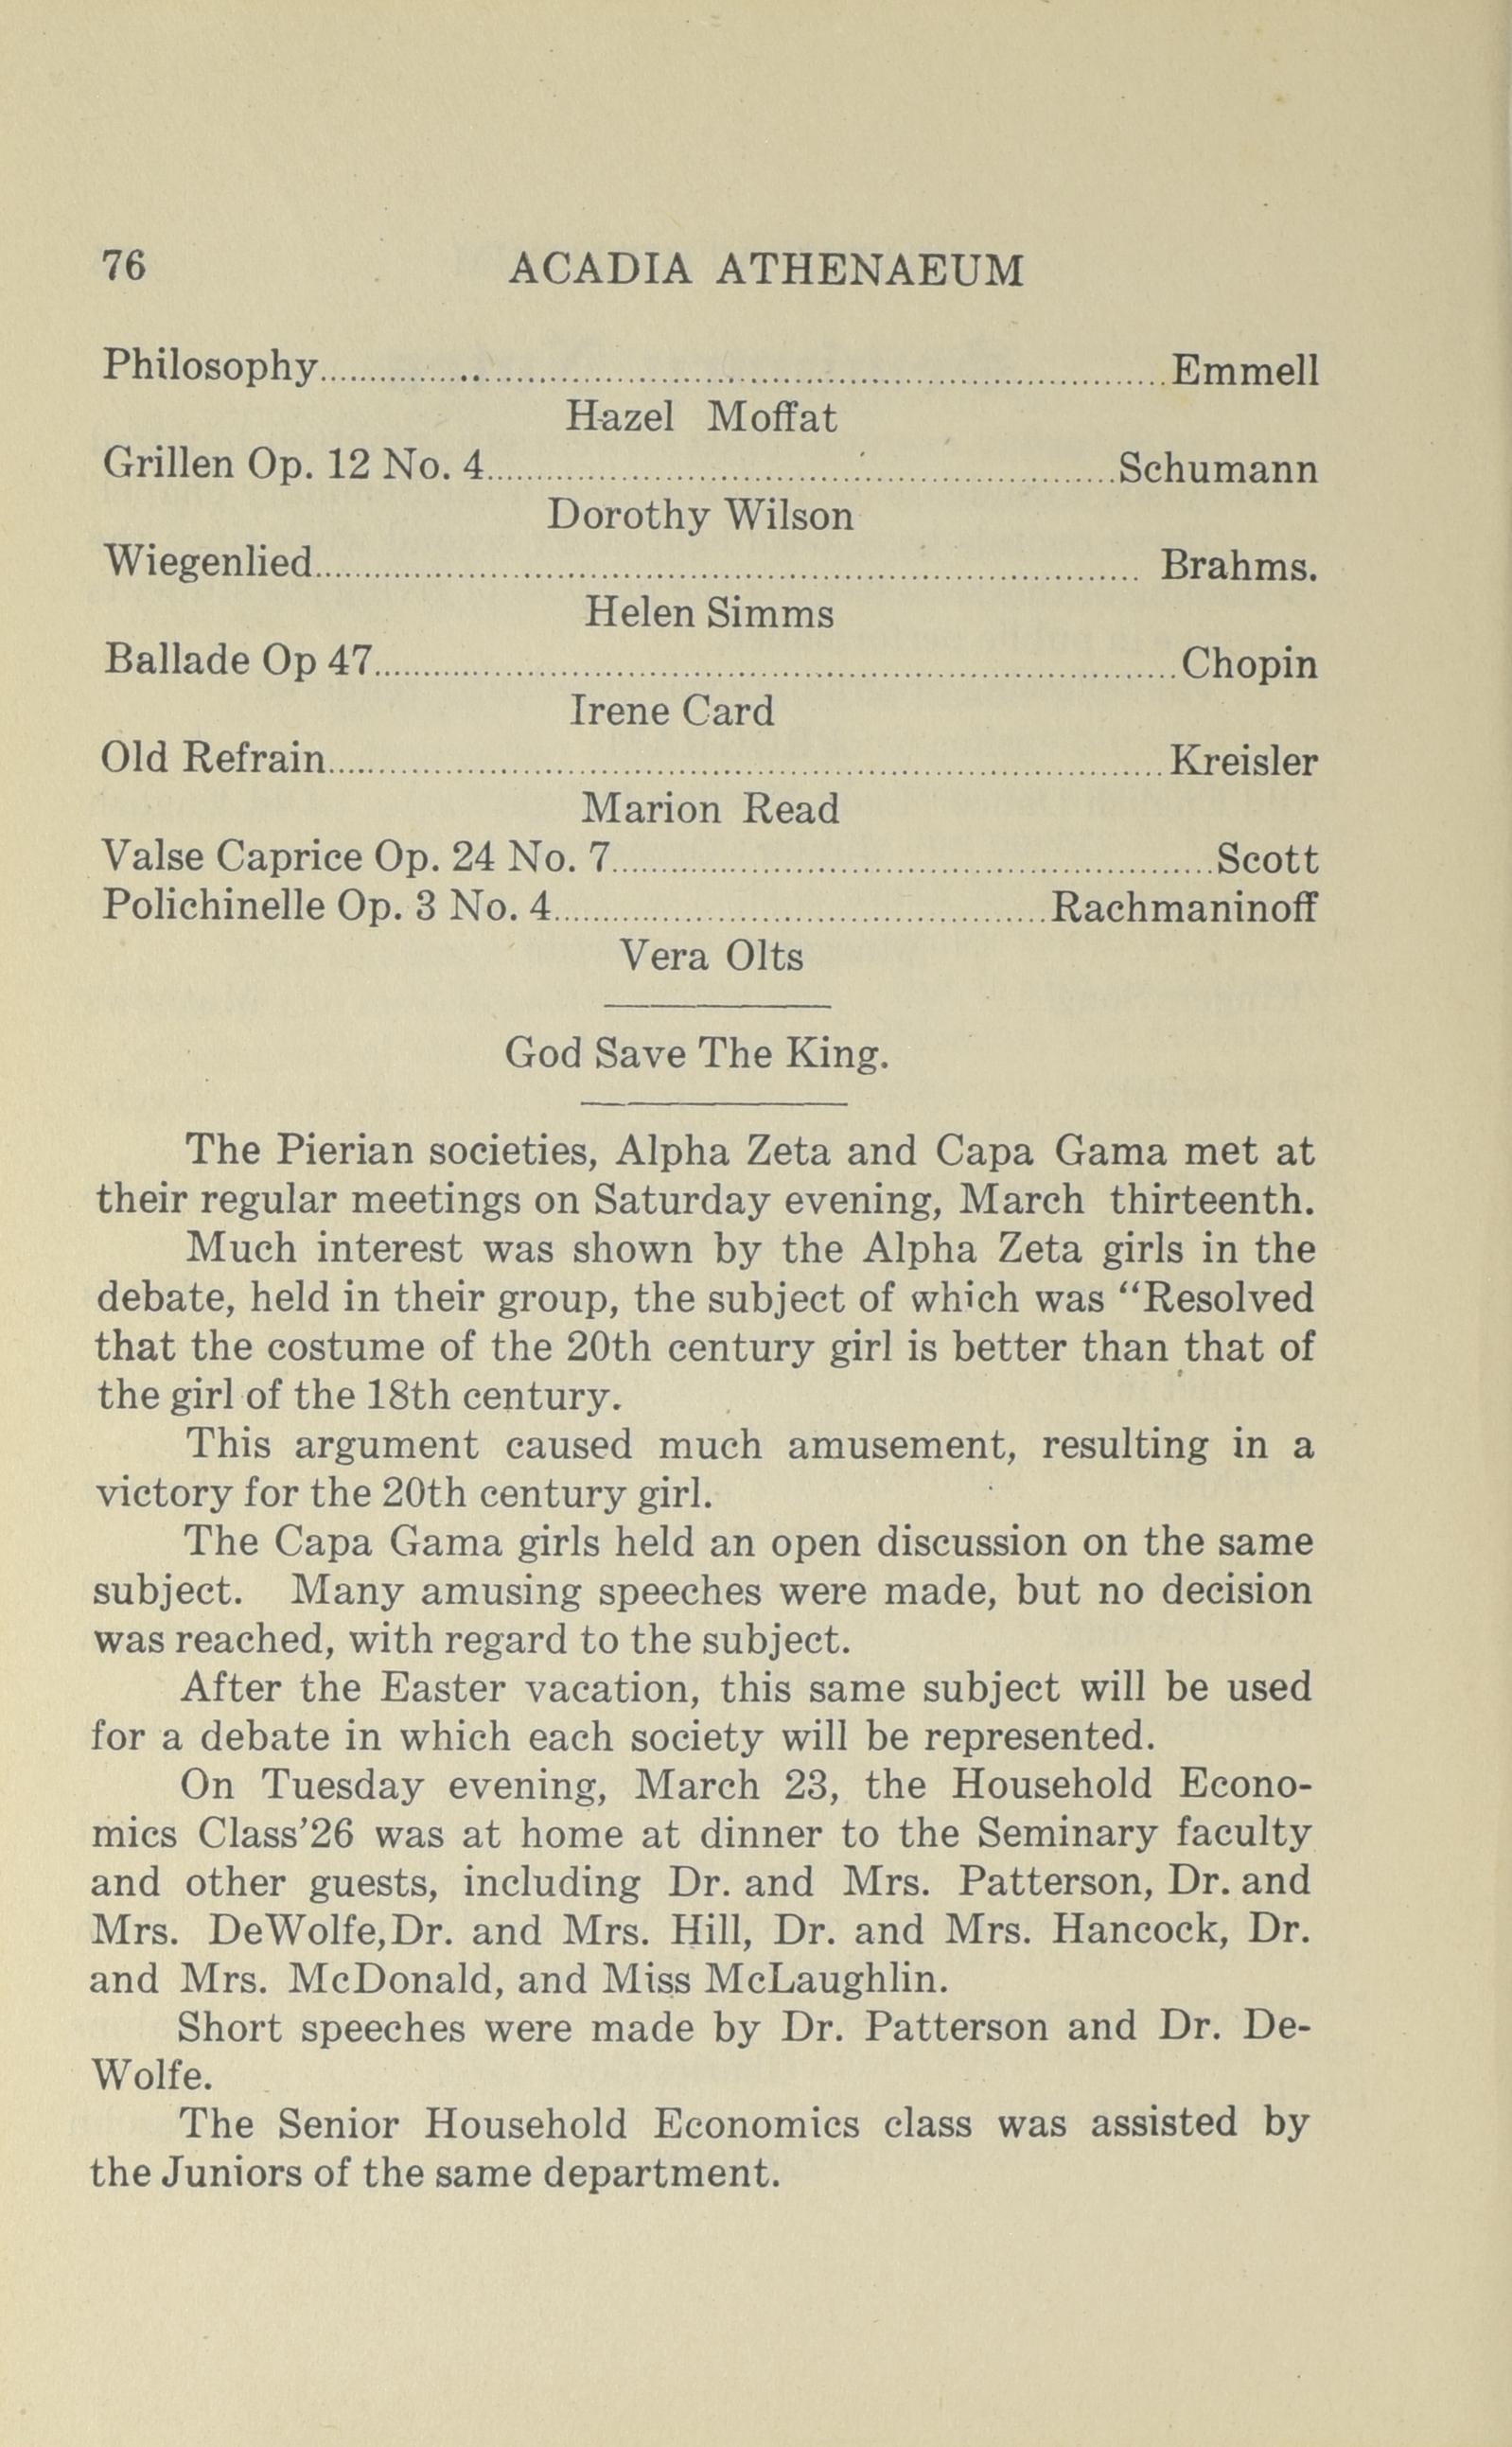 76 ACADIA ATHENAEUM
Philosophy................................Emmell
Hazel Moffat
Grillen Op. 12 No. 4................................Schumann
Dorothy Wilson
Wiegenlied................................ Brahms.
Helen Simms
Ballade Op 47................................Chopin
Irene Card
Old Refrain................................Kreisler
Marion Read
Valse Caprice Op. 24 No. 7................................Scott
Polichinelle Op. 3 No. 4................................Rachmaninoff
Vera Olts
God Save The King.
The Pierian societies, Alpha Zeta and Capa Gama met at
their regular meetings on Saturday evening, March thirteenth.
Much interest was shown by the Alpha Zeta girls in the
debate, held in their group, the subject of which was “Resolved
that the costume of the 20th century girl is better than that of
the girl of the 18th century.
This argument caused much amusement, resulting in a
victory for the 20th century girl.
The Capa Gama girls held an open discussion on the same
subject. Many amusing speeches were made, but no decision
was reached, with regard to the subject.
After the Easter vacation, this same subject will be used
for a debate in which each society will be represented.
On Tuesday evening, March 23, the Household Econo-
mics Class’26 was at home at dinner to the Seminary faculty
and other guests, including Dr. and Mrs. Patterson, Dr. and
Mrs. DeWolfe,Dr. and Mrs. Hill, Dr. and Mrs. Hancock, Dr.
and Mrs. McDonald, and Miss McLaughlin.
Short speeches were made by Dr. Patterson and Dr. De-
Wolfe.
The Senior Household Economics class was assisted by
the Juniors of the same department.